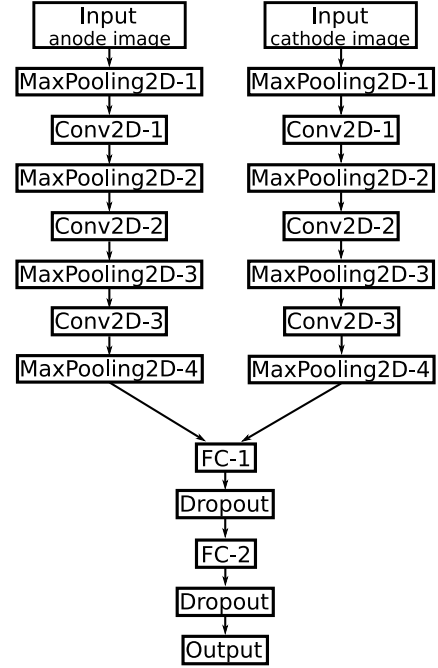 Input
anode image
MaxPooling2D-1
Conv2D-1
MaxPooling2D-2
Conv2D-2
MaxPooling2D-3
Conv2D-3
MaxPooling2D-4
Input
cathode image
MaxPooling2D-1
Conv2D-1
MaxPooling2D-2
Conv2D-2
MaxPooling2D-3
Conv2D-3
MaxPooling2D-4
FC-1
Dropout
FC-2
Dropout
Output